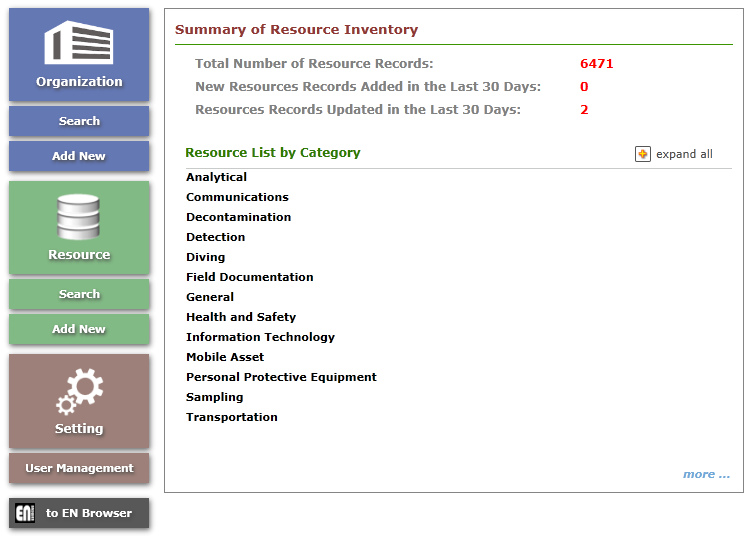 Organization
Search
Add New
Resource
Search
Add New
Setting
User Management
EN to EN Browser
Summary of Resource Inventory
Total Number of Resource Records: 6471
New Resources Records Added in the Last 30 Days: 0
Resources Records Updated in the Last 30 Days: 2
Resource List by Category expand all
Analytical
Communications
Decontamination
Detection
Diving
Field Documentation
General
Health and Safety
Information Technology
Mobile Asset
Personal Protective Equipment
Sampling
Transportation
more ...